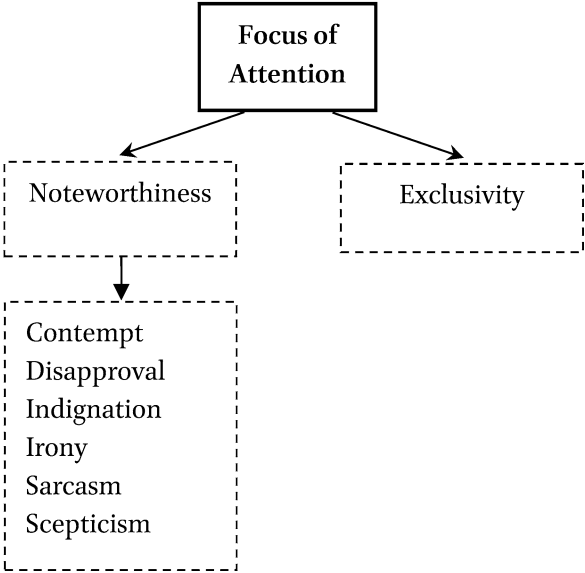 Focus of
Attention
Noteworthiness
Exclusivity
Contempt
Disapproval
Indignation
Irony
Sarcasm
Scepticism